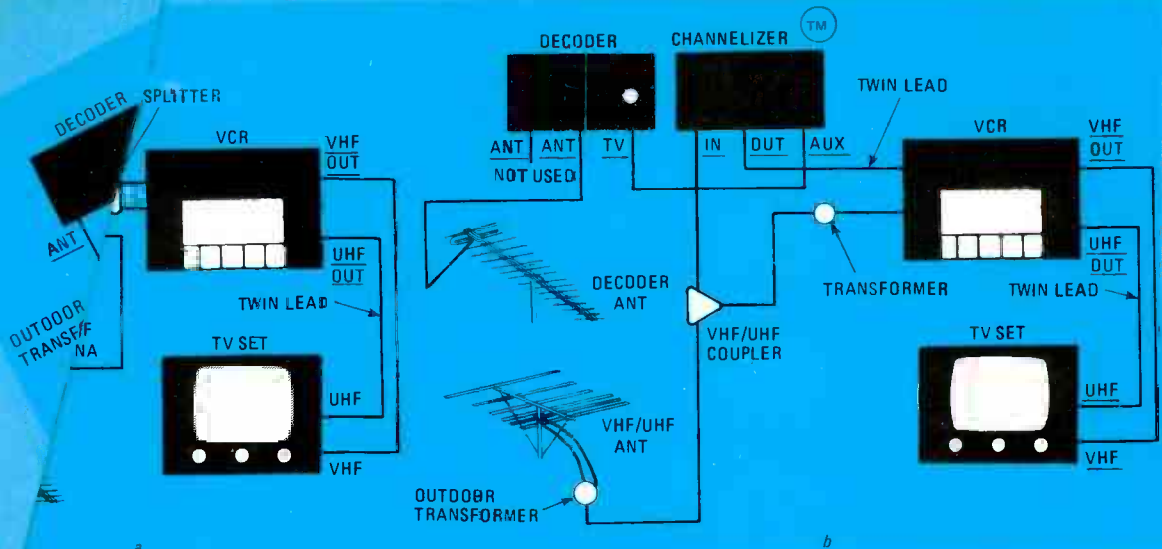 DECODER
SPLITTER
VCR
VHF
OUT
ANT
UHF
OUT
TWIN LEAD
OUTDOOR
TRANSF/F
NA
TV SET
UHF
VHF
a
DECODER
CHANNELIZER TM
ANT ANT TV
NOT USED
IN OUT AUX
TWIN LEAD
VCR
VHF
OUT
DECODER
ANT
TRANSFORMER
UHF
OUT
TWIN LEAD
VHF/UHF
COUPLER
TV SET
VHF/UHF
ANT
UHF
VHF
OUTDOOR
TRANSFORMER
b